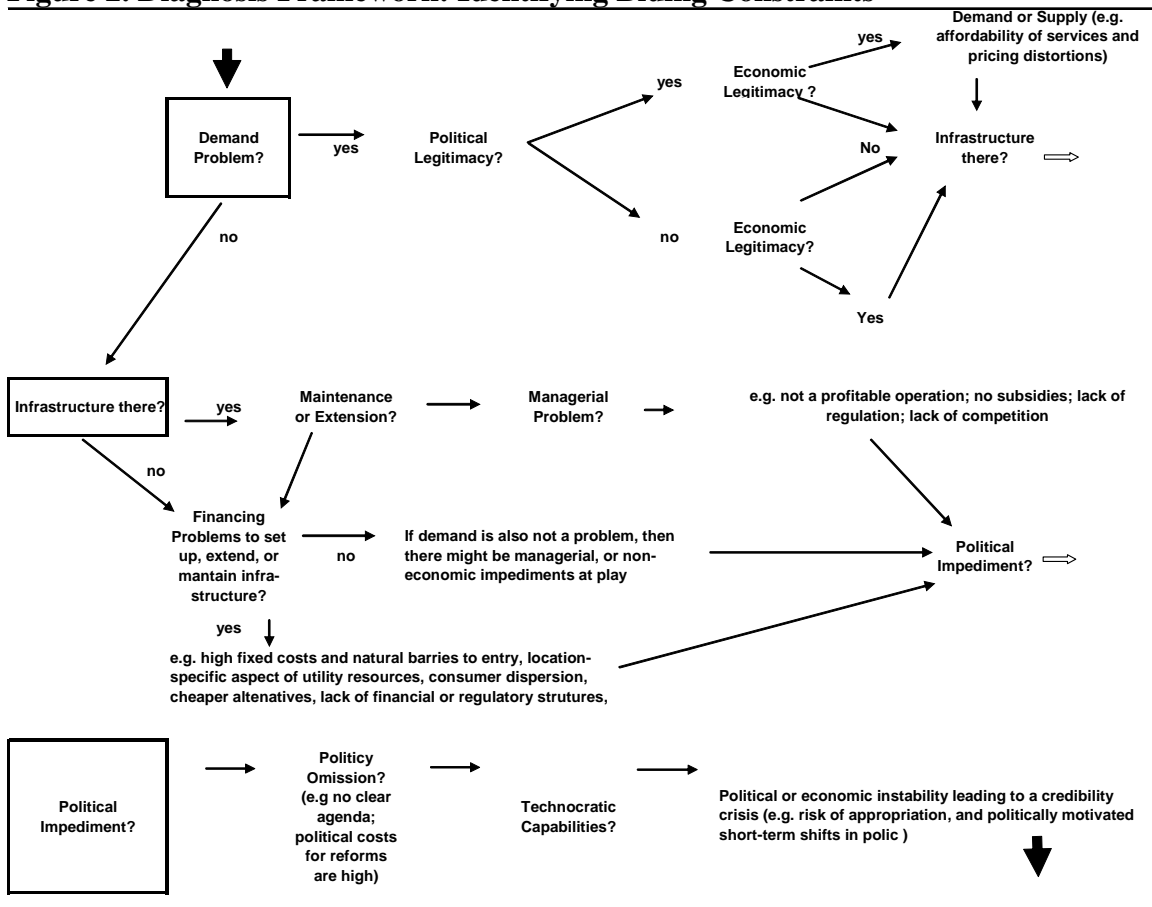 Figure 2. Diagnosis Framework: Identifying Biding Constraints
Demand or Supply (e.g.
affordability of services and
pricing distortions)
yes
Economic
Legitimacy ?
yes
Demand
Problem?
yes
Political
Legitimacy?
No
Infrastructure
there?
no
no
Economic
Legitimacy?
Yes
Infrastructure there?
yes
Maintenance
or Extension?
Managerial
Problem?
e.g. not a profitable operation; no subsidies; lack of
regulation; lack of competition
no
Financing
Problems to set
up, extend, or
mantain infra-
structure?
no
If demand is also not a problem, then
there might be managerial, or non-
economic impediments at play
Political
Impediment?
yes
e.g. high fixed costs and natural barries to entry, location-
specific aspect of utility resources, consumer dispersion,
cheaper altenatives, lack of financial or regulatory strutures,
Political
Impediment?
Politicy
Omission?
(e.g no clear
agenda;
political costs
for reforms
are high)
Technocratic
Capabilities?
Political or economic instability leading to a credibility
crisis (e.g. risk of appropriation, and politically motivated
short-term shifts in polic )